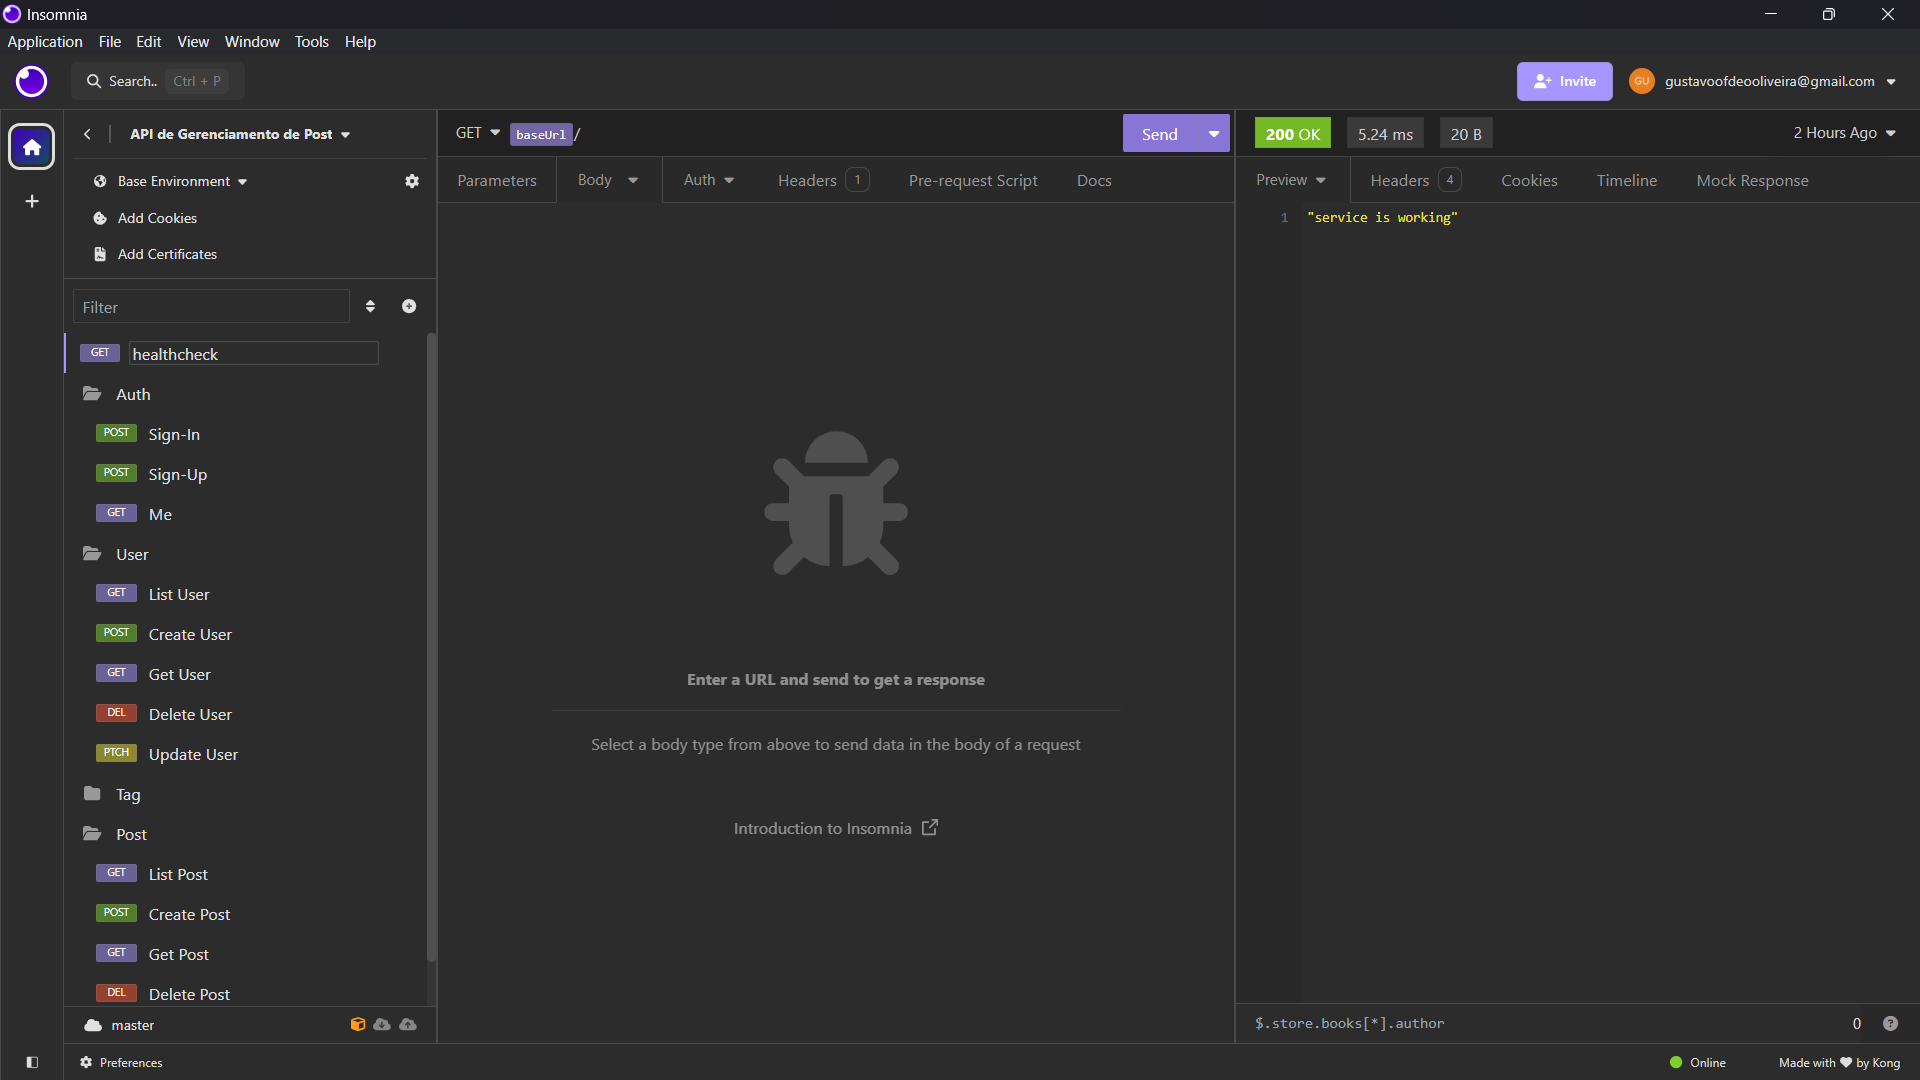 Insomnia
Application File Edit View Window Tools Help
Search.. Ctrl + P
Invite
GU gustavoofdeooliveira@gmail.com
API de Gerenciamento de Post
GET baseUrl /
Send
200 OK 5.24 ms 20 B
2 Hours Ago
Base Environment
Add Cookies
Add Certificates
Parameters Body Auth Headers 1 Pre-request Script Docs
Preview Headers 4 Cookies Timeline Mock Response
1 "service is working"
Filter
GET healthcheck
Auth
POST Sign-In
POST Sign-Up
GET Me
User
GET List User
POST Create User
GET Get User
DEL Delete User
PTCH Update User
Tag
Post
GET List Post
POST Create Post
GET Get Post
DEL Delete Post
Enter a URL and send to get a response
Select a body type from above to send data in the body of a request
Introduction to Insomnia
master
$.store.books[*].author
0 ?
Preferences
Online
Made with ❤ by Kong